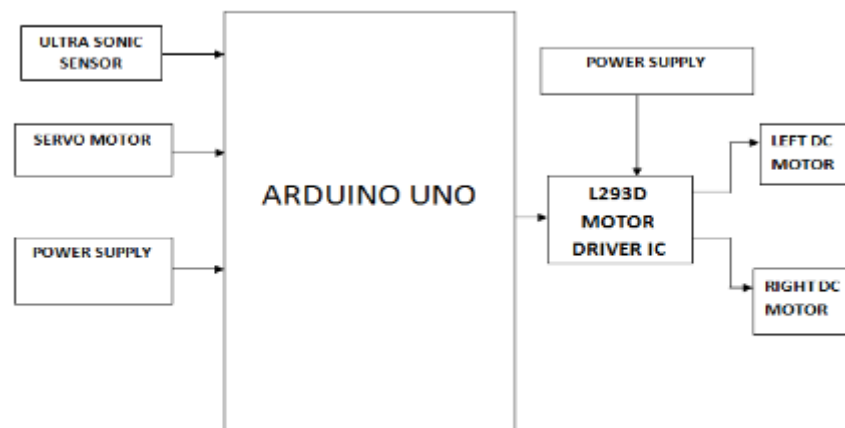 ULTRA SONIC
SENSOR
SERVO MOTOR
POWER SUPPLY
ARDUINO UNO
POWER SUPPLY
L293D
MOTOR
DRIVER IC
LEFT DC
MOTOR
RIGHT DC
MOTOR